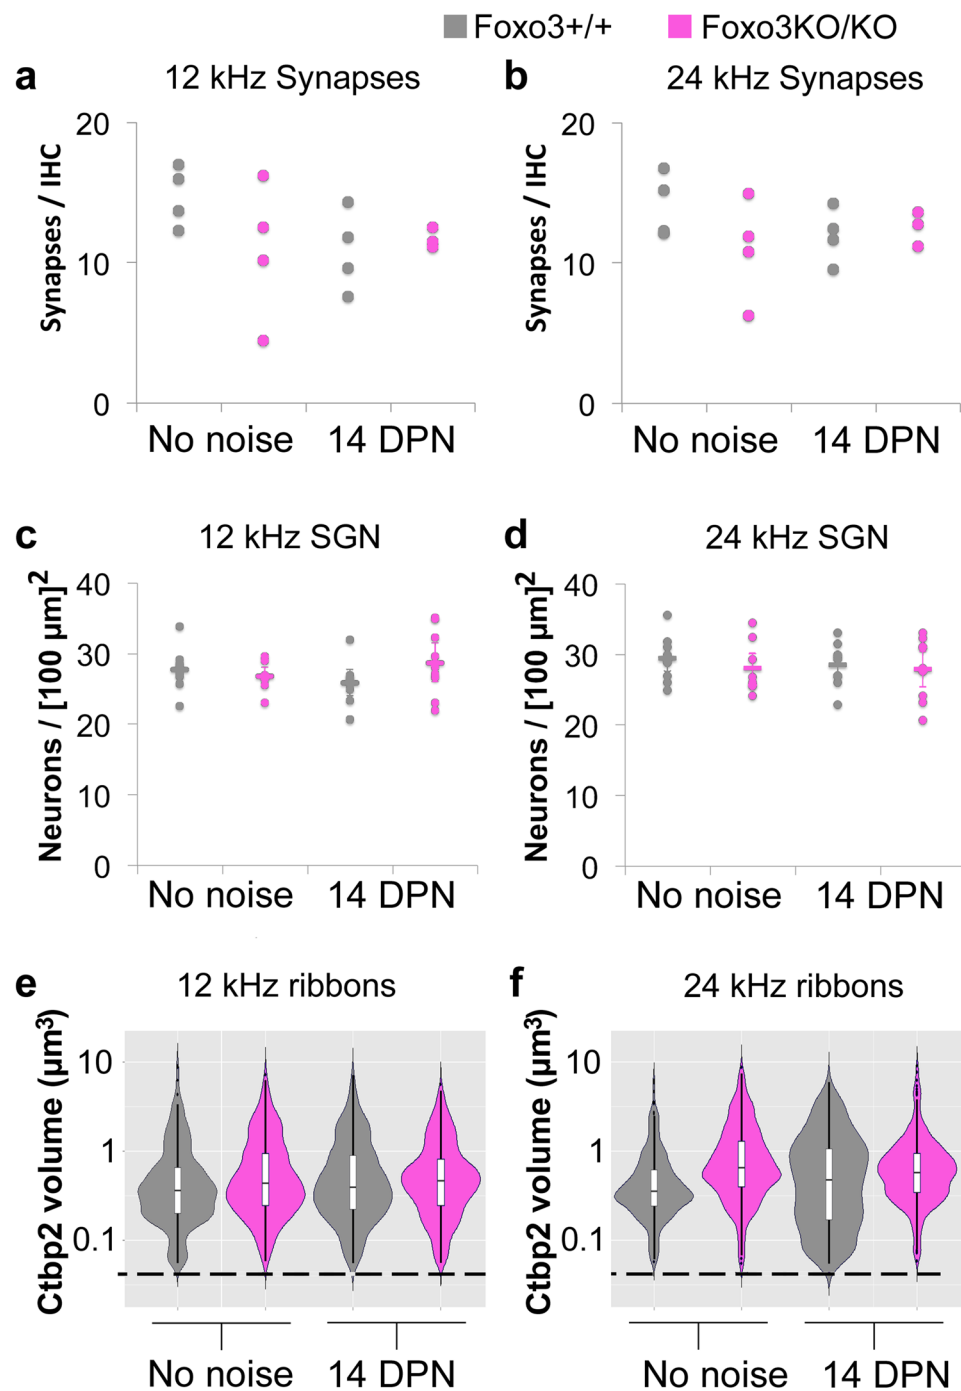 Foxo3+/+ Foxo3KO/KO
a 12 kHz Synapses
Synapses / IHC
20
10
0
No noise 14 DPN
b 24 kHz Synapses
Synapses / IHC
20
10
0
No noise 14 DPN
c 12 kHz SGN
Neurons / [100 µm]²
40
30
20
10
0
No noise 14 DPN
d 24 kHz SGN
Neurons / [100 µm]²
40
30
20
10
0
No noise 14 DPN
e 12 kHz ribbons
Ctbp2 volume (µm³)
10
1
0.1
No noise 14 DPN
f 24 kHz ribbons
Ctbp2 volume (µm³)
10
1
0.1
No noise 14 DPN